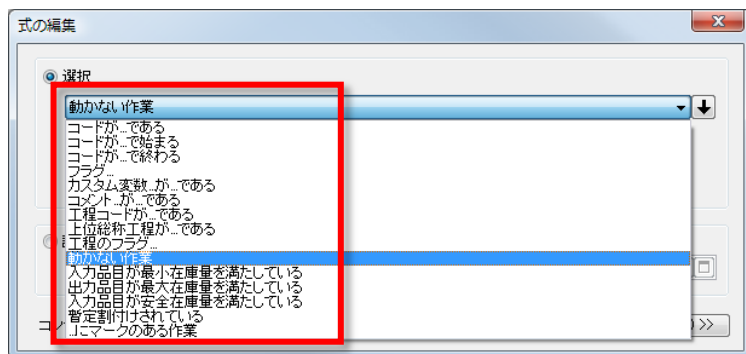 式の編集
選択
動かない作業
コードが...である
コードが...で始まる
コードが...で終わる
フラグ...
カスタム変数...が...である
コメント...が...である
工程コードが...である
上位総称工程が...である
工程のフラグ...
動かない作業
入力品目が最小在庫量を満たしている
出力品目が最大在庫量を満たしている
入力品目が安全在庫量を満たしている
暫定割付けされている
...にマークのある作業
>>